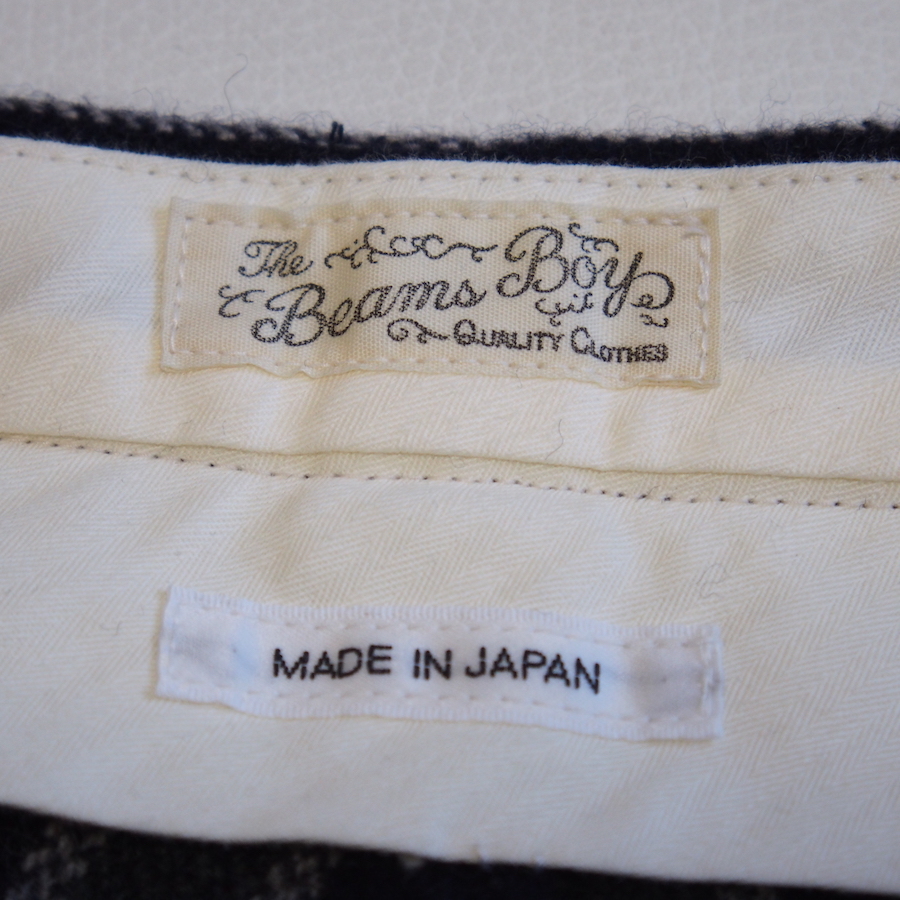 The
Beams Boy
QUALITY CLOTHES
MADE IN JAPAN